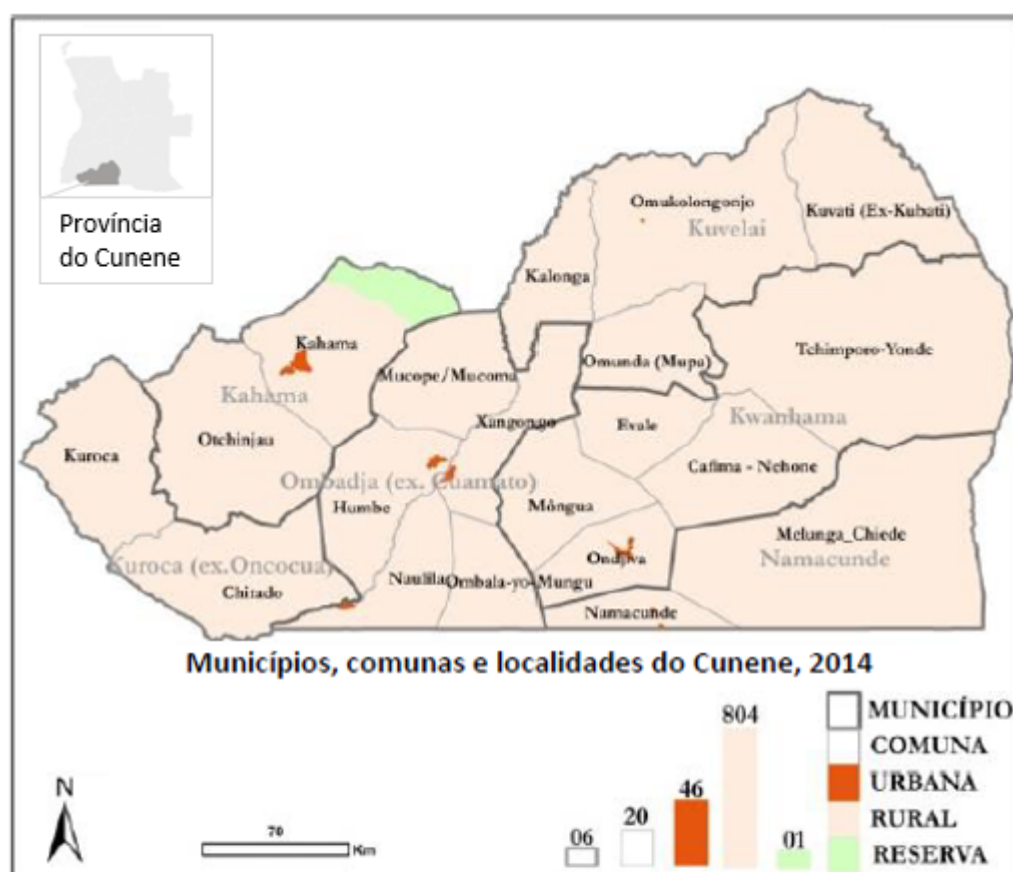 Província
do Cunene
Omukolongonjo
Kuvelai
Kuvati (Ex-Kubati)
Kalonga
Kahama
Kahama
Mucope/Mucoma
Omunda (Mupa)
Tchimporo-Yonde
Xangongo
Evale
Kwanhama
Kuroca
Otchinjau
Cafima - Nehone
Ombadja (ex. Cuamato)
Humbe
Môngua
Melunga_Chiede
Namacunde
Ondjiva
Kuroca (ex.Oncocua)
Chitado
Naulila
Ombala-yo-Mungu
Namacunde
Municípios, comunas e localidades do Cunene, 2014
804
46
20
06
01
MUNICÍPIO
COMUNA
URBANA
RURAL
RESERVA
N
70
Km